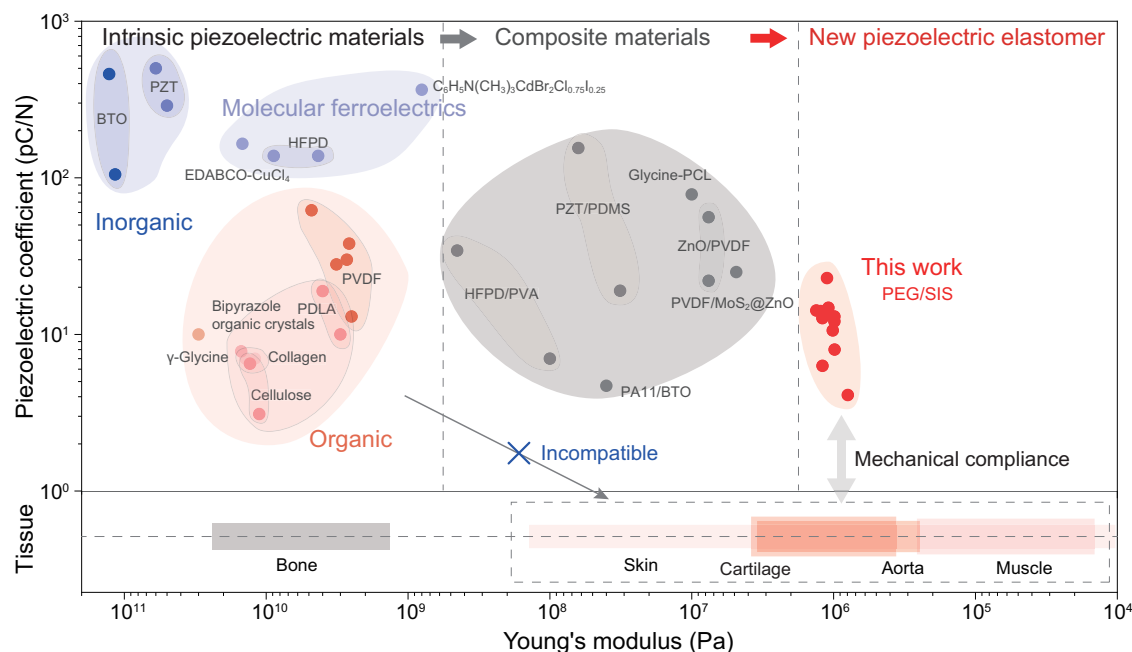 Intrinsic piezoelectric materials
Composite materials
New piezoelectric elastomer
Piezoelectric coefficient (pC/N)
10³
10²
10¹
10⁰
PZT
BTO
Inorganic
Molecular ferroelectrics
C₆H₅N(CH₃)₃CdBr₂Cl₀.₇₅I₀.₂₅
HFPD
EDABCO-CuCl₄
PVDF
Bipyrazole
organic crystals
PDLA
γ-Glycine
Collagen
Cellulose
Organic
Glycine-PCL
PZT/PDMS
ZnO/PVDF
HFPD/PVA
PVDF/MoS₂@ZnO
PA11/BTO
This work
PEG/SIS
Incompatible
Mechanical compliance
Tissue
Bone
Skin
Cartilage
Aorta
Muscle
10¹¹
10¹⁰
10⁹
10⁸
10⁷
10⁶
10⁵
10⁴
Young's modulus (Pa)